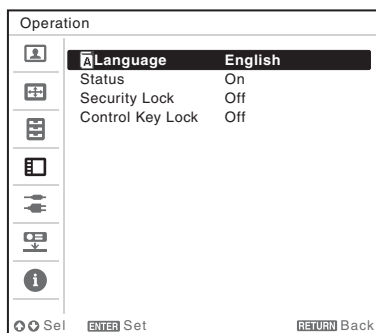 Operation
A Language English
Status On
Security Lock Off
Control Key Lock Off
i
Sel ENTER Set RETURN Back